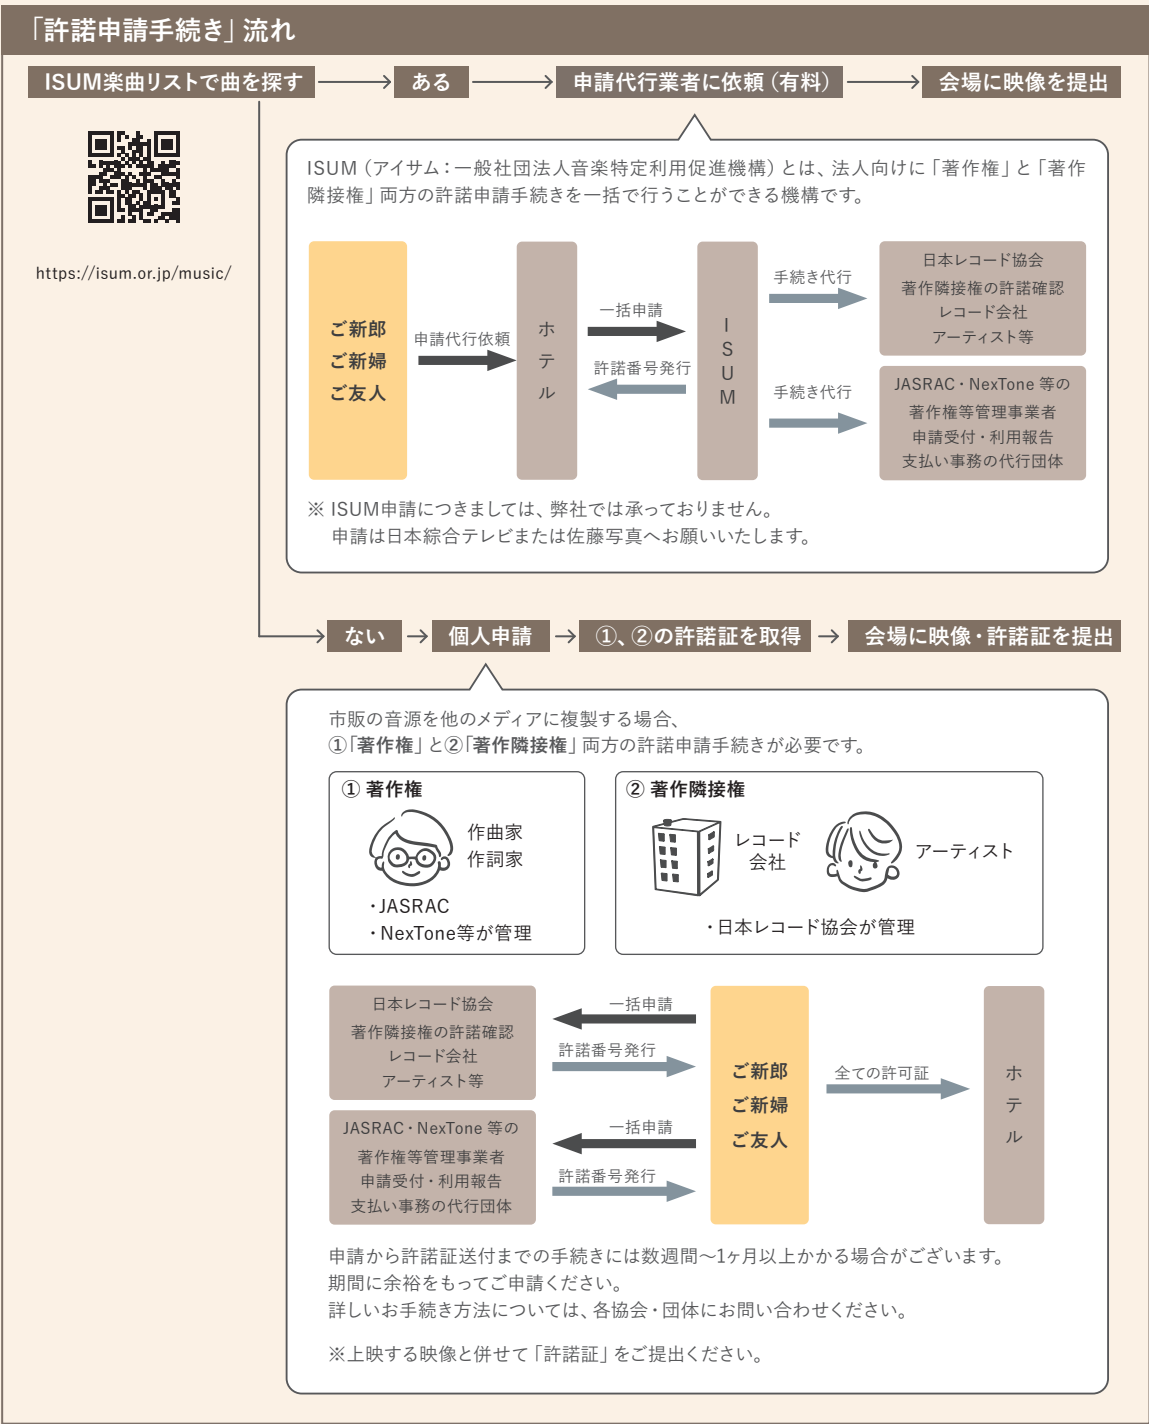 「許諾申請手続き」流れ
ISUM楽曲リストで曲を探す
ある
申請代行業者に依頼（有料）
会場に映像を提出
https://isum.or.jp/music/
ISUM（アイサム：一般社団法人音楽特定利用促進機構）とは、法人向けに「著作権」と「著作
隣接権」両方の許諾申請手続きを一括で行うことができる機構です。
ご新郎
ご新婦
ご友人
申請代行依頼
ホテル
一括申請
許諾番号発行
ISUM
手続き代行
手続き代行
日本レコード協会
著作隣接権の許諾確認
レコード会社
アーティスト等
JASRAC・NexTone 等の
著作権等管理事業者
申請受付・利用報告
支払い事務の代行団体
※ ISUM申請につきましては、弊社では承っておりません。
申請は日本綜合テレビまたは佐藤写真へお願いいたします。
ない
個人申請
①、②の許諾証を取得
会場に映像・許諾証を提出
市販の音源を他のメディアに複製する場合、
①「著作権」と②「著作隣接権」両方の許諾申請手続きが必要です。
① 著作権
作曲家
作詞家
・JASRAC
・NexTone等が管理
② 著作隣接権
レコード
会社
アーティスト
・日本レコード協会が管理
日本レコード協会
著作隣接権の許諾確認
レコード会社
アーティスト等
JASRAC・NexTone 等の
著作権等管理事業者
申請受付・利用報告
支払い事務の代行団体
一括申請
許諾番号発行
一括申請
許諾番号発行
ご新郎
ご新婦
ご友人
全ての許可証
ホテル
申請から許諾証送付までの手続きには数週間〜1ヶ月以上かかる場合がございます。
期間に余裕をもってご申請ください。
詳しいお手続き方法については、各協会・団体にお問い合わせください。
※上映する映像と併せて「許諾証」をご提出ください。